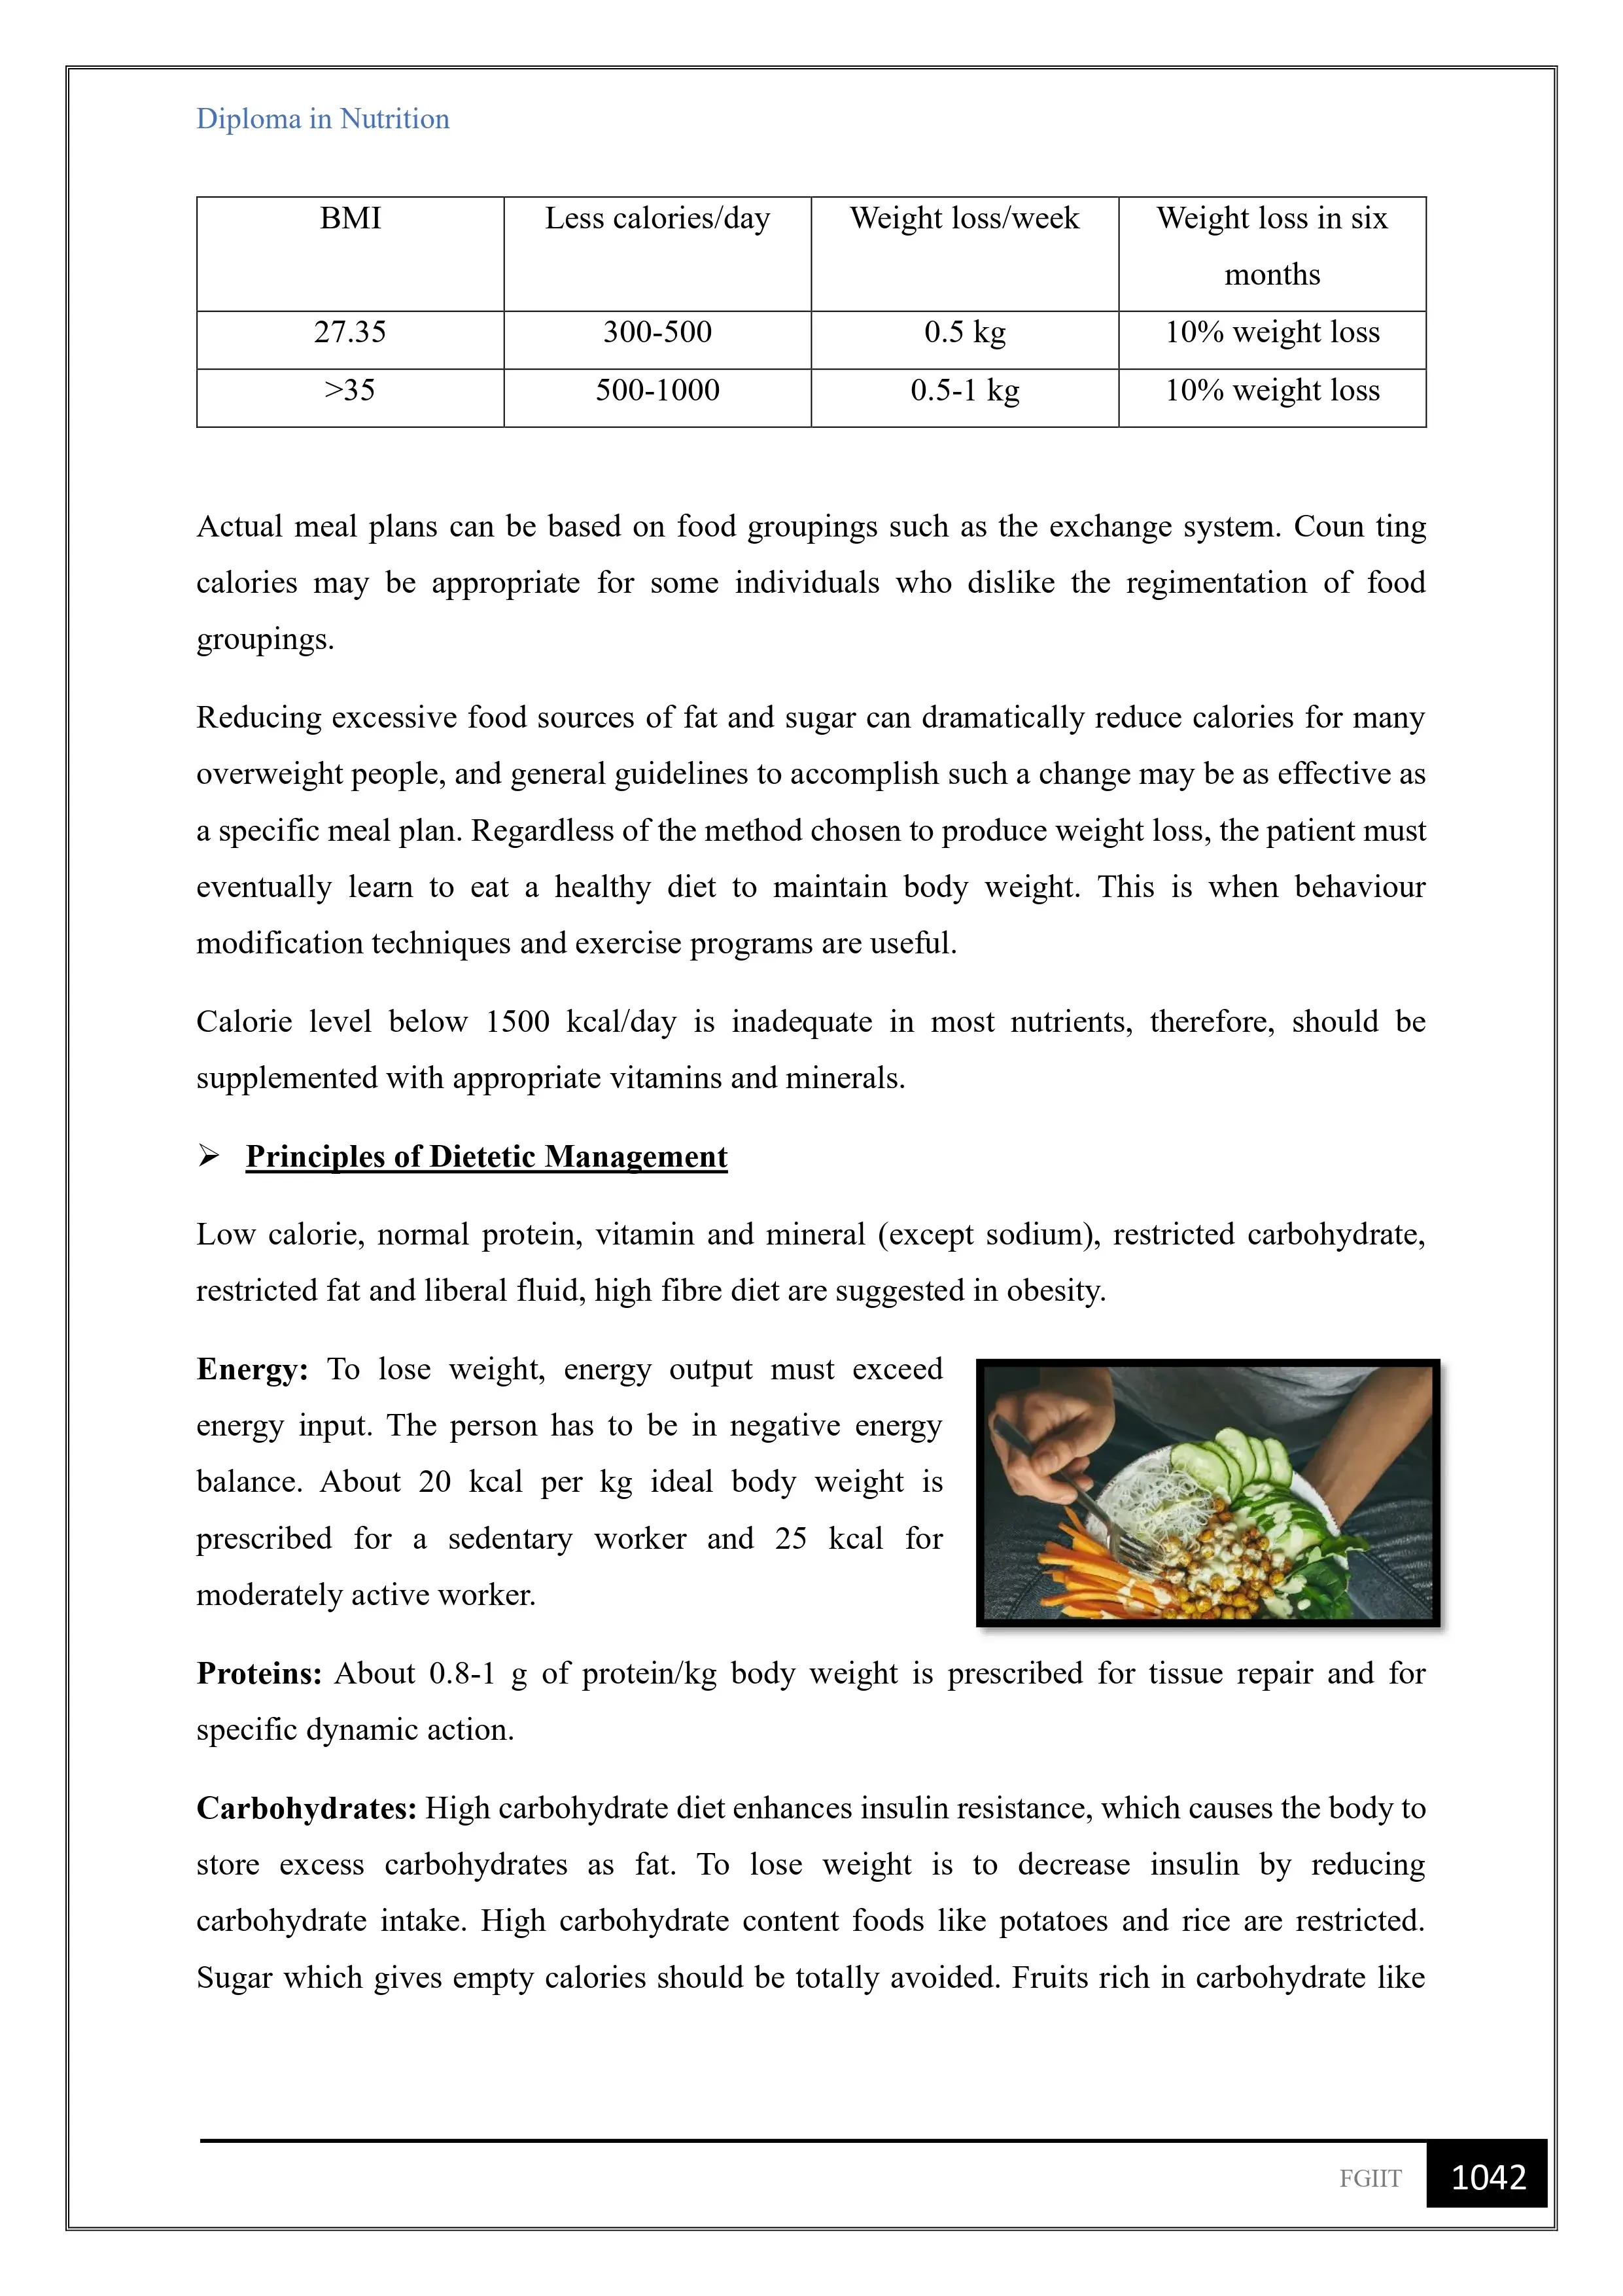 Diploma in Nutrition
BMI Less calories/day Weight loss/week Weight loss in six
months
27.35 300-500 0.5 kg 10% weight loss
>35 500-1000 0.5-1 kg 10% weight loss
Actual meal plans can be based on food groupings such as the exchange system. Coun ting
calories may be appropriate for some individuals who dislike the regimentation of food
groupings.
Reducing excessive food sources of fat and sugar can dramatically reduce calories for many
overweight people, and general guidelines to accomplish such a change may be as effective as
a specific meal plan. Regardless of the method chosen to produce weight loss, the patient must
eventually learn to eat a healthy diet to maintain body weight. This is when behaviour
modification techniques and exercise programs are useful.
Calorie level below 1500 kcal/day is inadequate in most nutrients, therefore, should be
supplemented with appropriate vitamins and minerals.
➢ Principles of Dietetic Management
Low calorie, normal protein, vitamin and mineral (except sodium), restricted carbohydrate,
restricted fat and liberal fluid, high fibre diet are suggested in obesity.
Energy: To lose weight, energy output must exceed
energy input. The person has to be in negative energy
balance. About 20 kcal per kg ideal body weight is
prescribed for a sedentary worker and 25 kcal for
moderately active worker.
Proteins: About 0.8-1 g of protein/kg body weight is prescribed for tissue repair and for
specific dynamic action.
Carbohydrates: High carbohydrate diet enhances insulin resistance, which causes the body to
store excess carbohydrates as fat. To lose weight is to decrease insulin by reducing
carbohydrate intake. High carbohydrate content foods like potatoes and rice are restricted.
Sugar which gives empty calories should be totally avoided. Fruits rich in carbohydrate like
FGIIT 1042